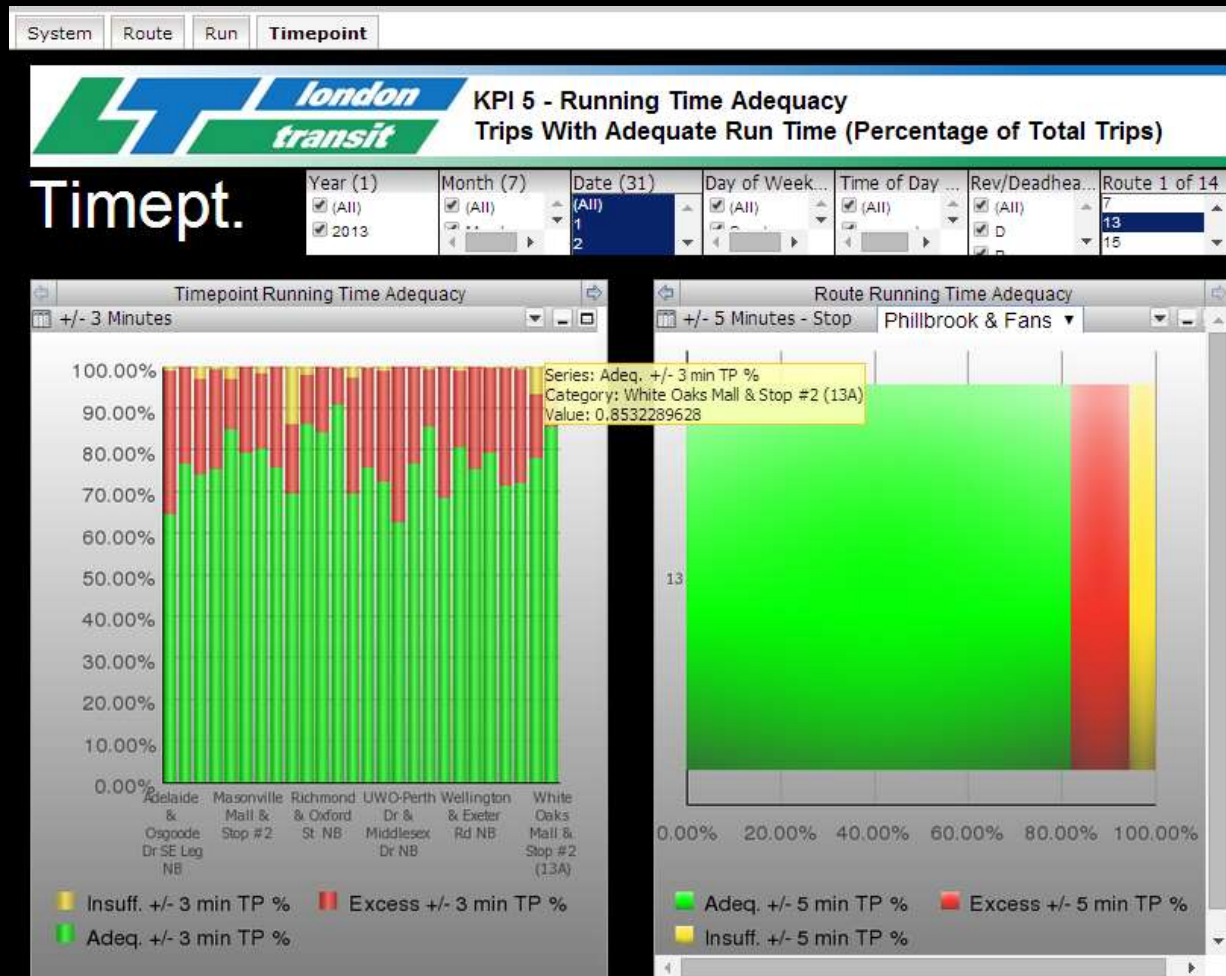 System Route Run Timepoint
london
transit
KPI 5 - Running Time Adequacy
Trips With Adequate Run Time (Percentage of Total Trips)
Timept.
Year (1)
(All)
2013
Month (7)
(All)
Date (31)
(All)
1
2
Day of Week...
(All)
Time of Day ...
(All)
Rev/Deadhea...
(All)
D
Route 1 of 14
7
13
15
Timepoint Running Time Adequacy
+/- 3 Minutes
100.00%
90.00%
80.00%
70.00%
60.00%
50.00%
40.00%
30.00%
20.00%
10.00%
0.00%
Adelaide
&
Osgoode
Dr SE Leg
NB
Masonville
Mall &
Stop #2
Richmond
& Oxford
St NB
UWO-Perth
Dr &
Middlesex
Dr NB
Wellington
& Exeter
Rd NB
White
Oaks
Mall &
Stop #2
(13A)
Insuff. +/- 3 min TP % Excess +/- 3 min TP %
Adeq. +/- 3 min TP %
Series: Adeq. +/- 3 min TP %
Category: White Oaks Mall & Stop #2 (13A)
Value: 0.8532289628
Route Running Time Adequacy
+/- 5 Minutes - Stop Phillbrook & Fans
13
0.00% 20.00% 40.00% 60.00% 80.00% 100.00%
Adeq. +/- 5 min TP % Excess +/- 5 min TP %
Insuff. +/- 5 min TP %